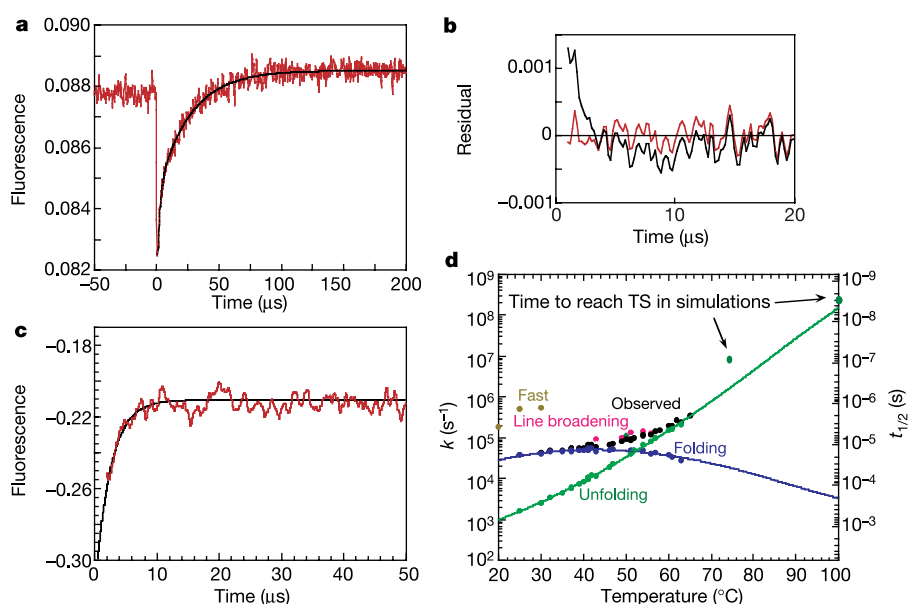 a
0.090
0.088
0.086
0.084
0.082
Fluorescence
−50 0 50 100 150 200
Time (μs)
b
0.001
0
−0.001
Residual
0 10 20
Time (μs)
c
−0.18
−0.22
−0.26
−0.30
Fluorescence
0 10 20 30 40 50
Time (μs)
d
10⁹
10⁸
10⁷
10⁶
10⁵
10⁴
10³
10²
k (s⁻¹)
Time to reach TS in simulations
Fast
Line broadening
Observed
Folding
Unfolding
10⁻⁹
10⁻⁸
10⁻⁷
10⁻⁶
10⁻⁵
10⁻⁴
10⁻³
t1/2 (s)
20 30 40 50 60 70 80 90 100
Temperature (°C)